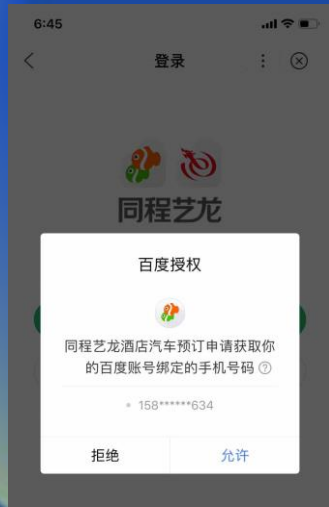 6:45
登录
同程艺龙
百度授权
同程艺龙酒店汽车预订申请获取你
的百度账号绑定的手机号码
158******634
拒绝
允许